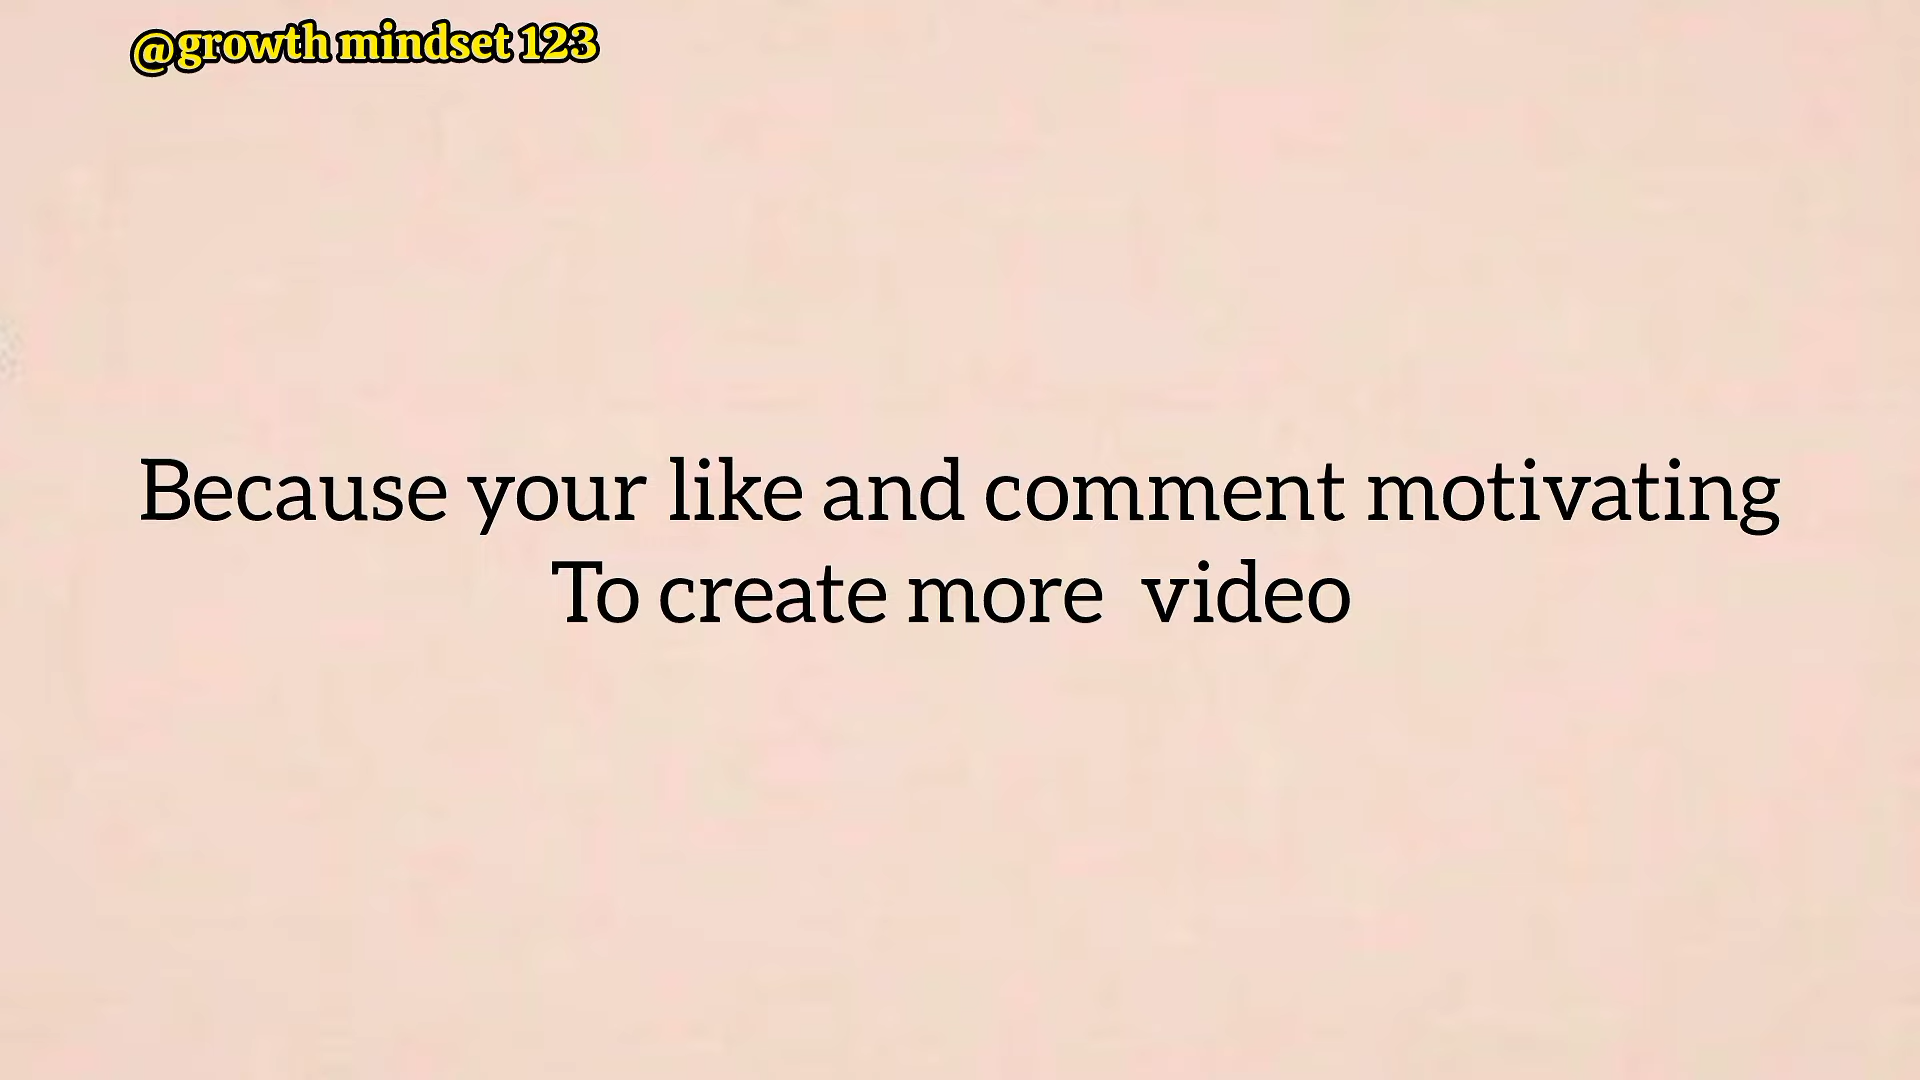 @growth mindset 123
Because your like and comment motivating
To create more  video